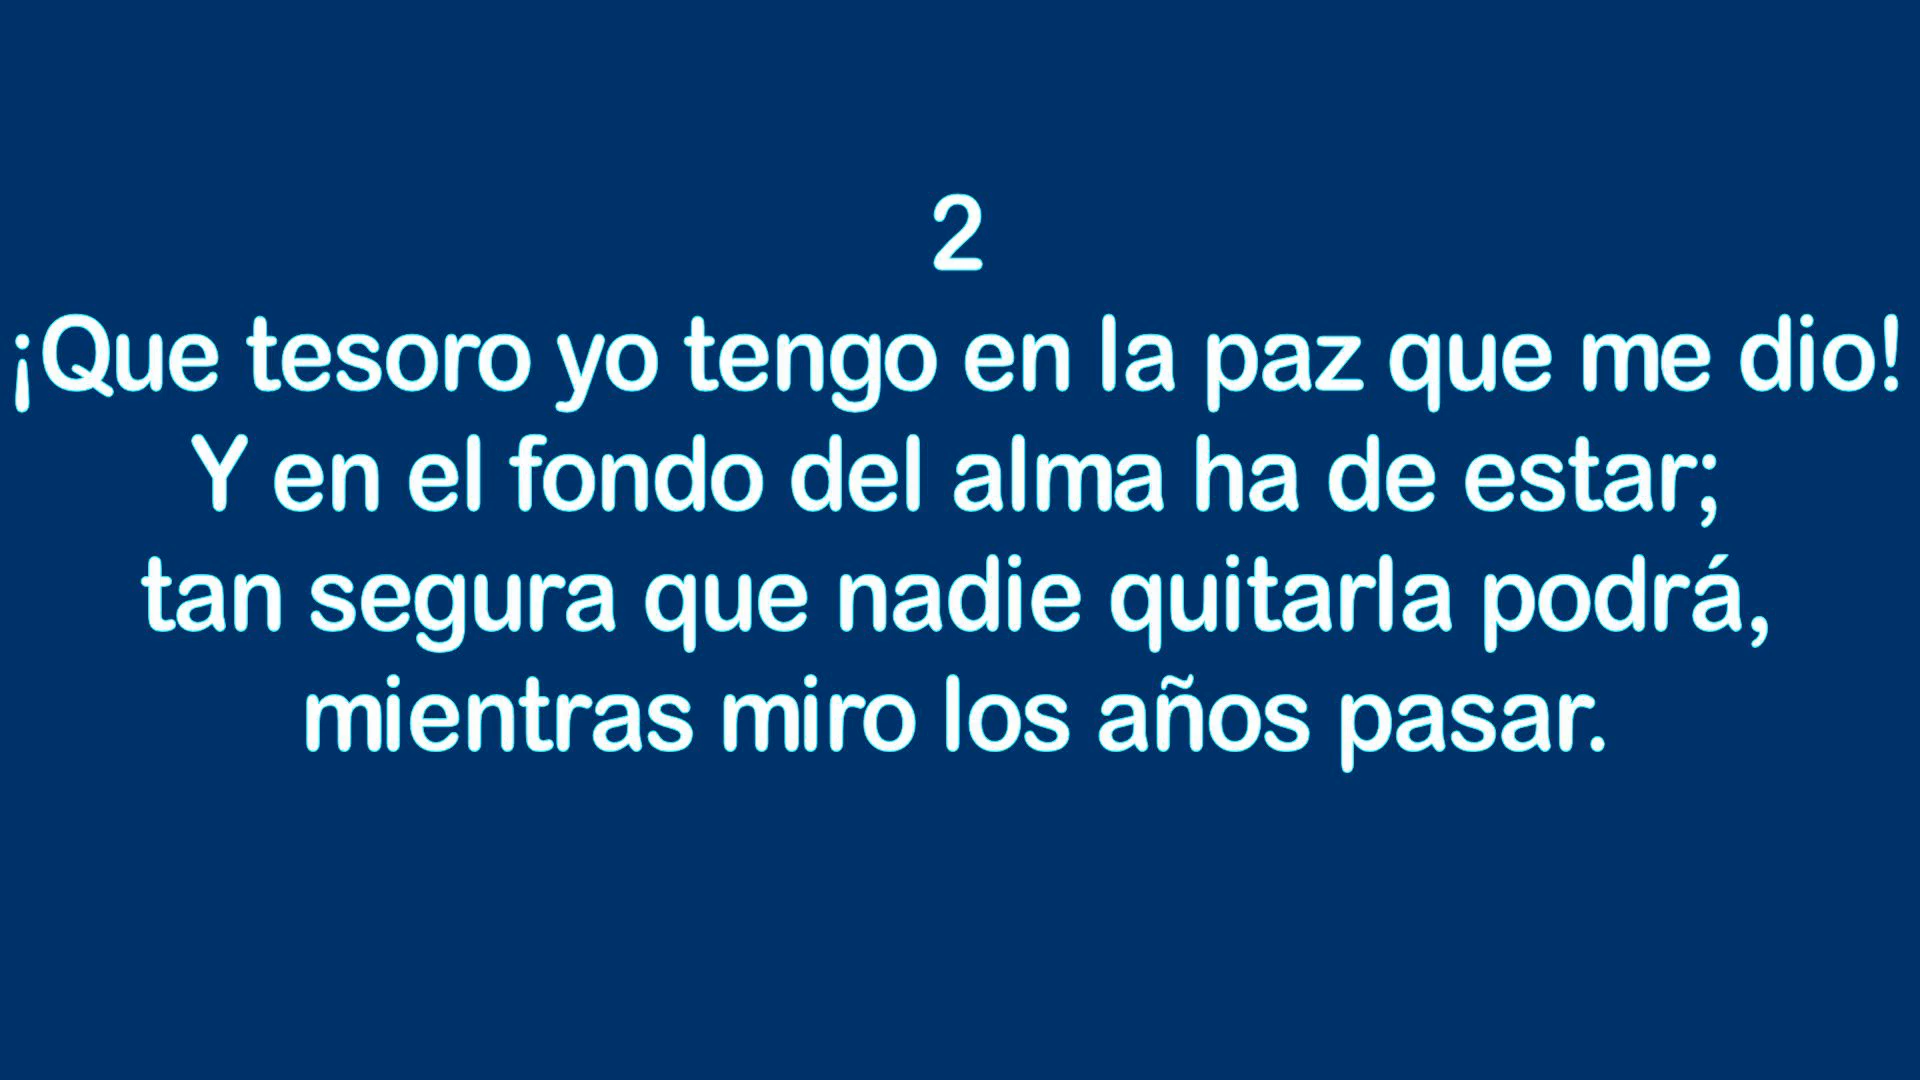 2
¡Que tesoro yo tengo en la paz que me dio!
Y en el fondo del alma ha de estar;
tan segura que nadie quitarla podrá,
mientras miro los años pasar.